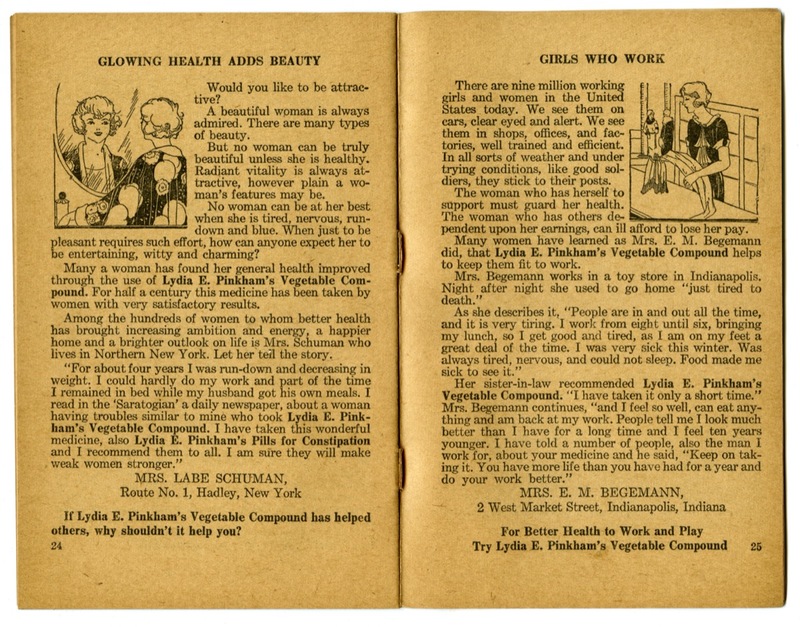 GLOWING HEALTH ADDS BEAUTY
Would you like to be attrac-
tive?
A beautiful woman is always
admired. There are many types
of beauty.
But no woman can be truly
beautiful unless she is healthy.
Radiant vitality is always at-
tractive, however plain a wo-
man's features may be.
No woman can be at her best
when she is tired, nervous, run-
down and blue. When just to be
pleasant requires such effort, how can anyone expect her to
be entertaining, witty and charming?
Many a woman has found her general health improved
through the use of Lydia E. Pinkham's Vegetable Com-
pound. For half a century this medicine has been taken by
women with very satisfactory results.
Among the hundreds of women to whom better health
has brought increasing ambition and energy, a happier
home and a brighter outlook on life is Mrs. Schuman who
lives in Northern New York. Let her tell the story.
"For about four years I was run-down and decreasing in
weight. I could hardly do my work and part of the time
I remained in bed while my husband got his own meals. I
read in the 'Saratogian' a daily newspaper, about a woman
having troubles similar to mine who took Lydia E. Pink-
ham's Vegetable Compound. I have taken this wonderful
medicine, also Lydia E. Pinkham's Pills for Constipation
and I recommend them to all. I am sure they will make
weak women stronger."
MRS. LABE SCHUMAN,
Route No. 1, Hadley, New York
If Lydia E. Pinkham's Vegetable Compound has helped
others, why shouldn't it help you?
24
GIRLS WHO WORK
There are nine million working
girls and women in the United
States today. We see them on
cars, clear eyed and alert. We see
them in shops, offices, and fac-
tories, well trained and efficient.
In all sorts of weather and under
trying conditions, like good sol-
diers, they stick to their posts.
The woman who has herself to
support must guard her health.
The woman who has others de-
pendent upon her earnings, can ill afford to lose her pay.
Many women have learned as Mrs. E. M. Begemann
did, that Lydia E. Pinkham's Vegetable Compound helps
to keep them fit to work.
Mrs. Begemann works in a toy store in Indianapolis.
Night after night she used to go home "just tired to
death."
As she describes it, "People are in and out all the time,
and it is very tiring. I work from eight until six, bringing
my lunch, so I get good and tired, as I am on my feet a
great deal of the time. I was very sick this winter. Was
always tired, nervous, and could not sleep. Food made me
sick to see it."
Her sister-in-law recommended Lydia E. Pinkham's
Vegetable Compound. "I have taken it only a short time."
Mrs. Begemann continues, "and I feel so well, can eat any-
thing and am back at my work. People tell me I look much
better than I have for a long time and I feel ten years
younger. I have told a number of people, also the man I
work for, about your medicine and he said, "Keep on tak-
ing it. You have more life than you have had for a year and
do your work better."
MRS. E. M. BEGEMANN,
2 West Market Street, Indianapolis, Indiana
For Better Health to Work and Play
Try Lydia E. Pinkham's Vegetable Compound
25